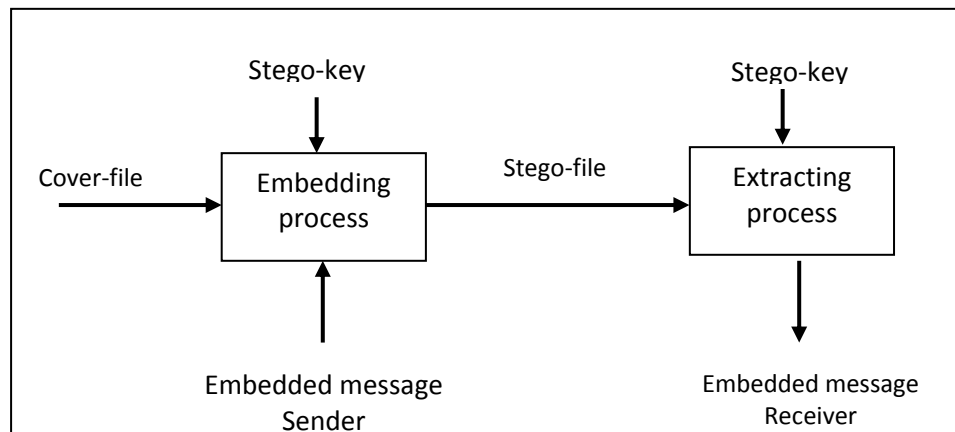 Stego-key
Stego-key
Cover-file
Embedding
process
Stego-file
Extracting
process
Embedded message
Sender
Embedded message
Receiver